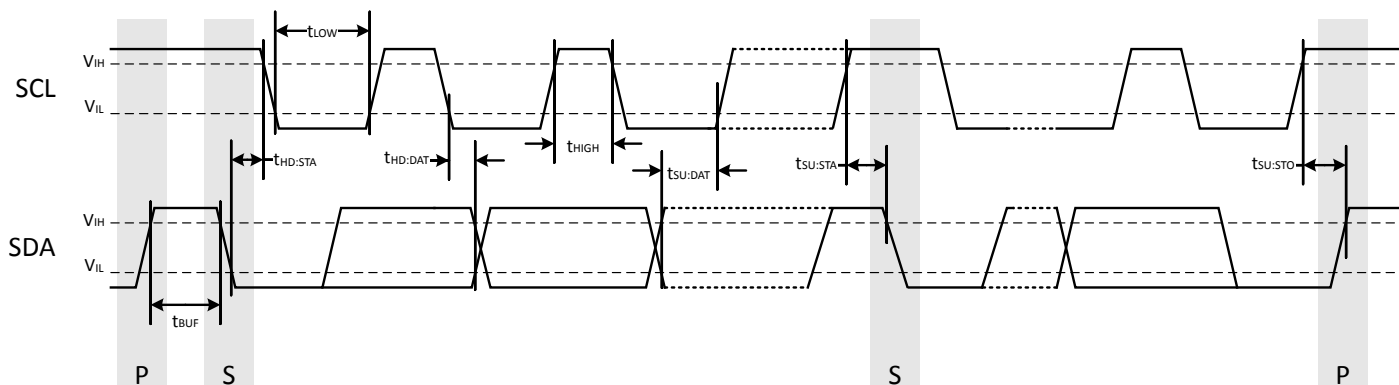 tLOW
VIH
SCL
VIL
tHD:STA
tHD:DAT
tHIGH
tSU:DAT
tSU:STA
tSU:STO
VIH
SDA
VIL
tBUF
P
S
S
P